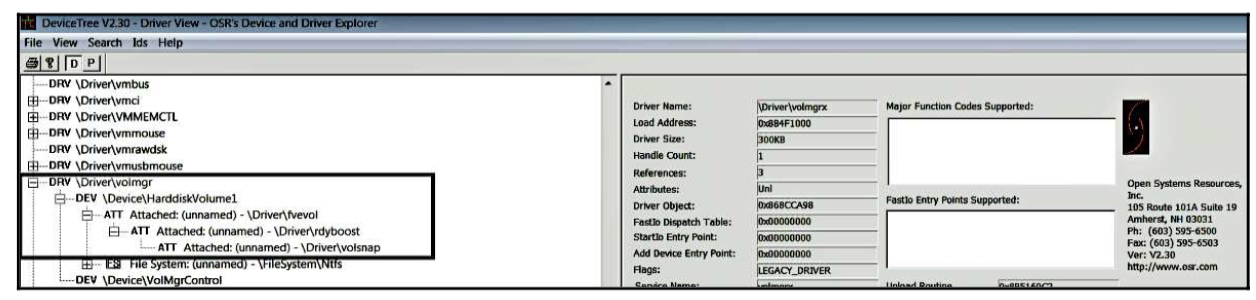 DeviceTree V2.30 - Driver View - OSR's Device and Driver Explorer
File View Search Ids Help
D P
DRV \Driver\vmbus
DRV \Driver\vmci
DRV \Driver\VMMEMCTL
DRV \Driver\vmmouse
DRV \Driver\vmrawdsk
DRV \Driver\vmusbmouse
DRV \Driver\volmgr
DEV \Device\HarddiskVolume1
ATT Attached: (unnamed) - \Driver\fvevol
ATT Attached: (unnamed) - \Driver\rdyboost
ATT Attached: (unnamed) - \Driver\volsnap
FSI File System: (unnamed) - \FileSystem\Ntfs
DEV \Device\VolMgrControl
Driver Name: \Driver\volmgrx
Load Address: 0x884F1000
Driver Size: 300KB
Handle Count: 1
References: 3
Attributes: Unl
Driver Object: 0x868CCA98
FastIo Dispatch Table: 0x00000000
StartIo Entry Point: 0x00000000
Add Device Entry Point: 0x00000000
Flags: LEGACY_DRIVER
Service Name: volmgrx
Major Function Codes Supported:
FastIo Entry Points Supported:
Unload Routine
Open Systems Resources,
Inc.
105 Route 101A Suite 19
Amherst, NH 03031
Ph: (603) 595-6500
Fax: (603) 595-6503
Ver: V2.30
http://www.osr.com